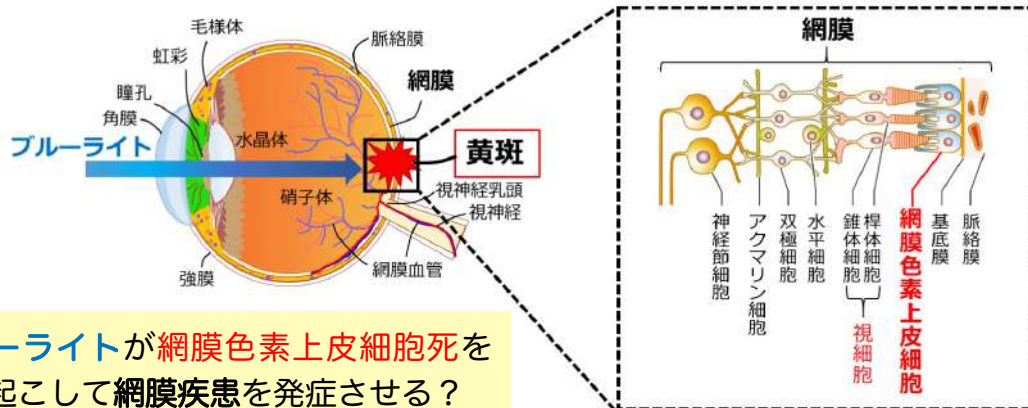 毛様体
虹彩
瞳孔
角膜
ブルーライト
水晶体
硝子体
強膜
脈絡膜
網膜
黄斑
視神経乳頭
視神経
網膜血管
ーライトが網膜色素上皮細胞死を
起こして網膜疾患を発症させる？
網膜
神経節細胞
アクマリン細胞
双極細胞
水平細胞
錐体細胞
桿体細胞
視細胞
網膜色素上皮細胞
基底膜
脈絡膜